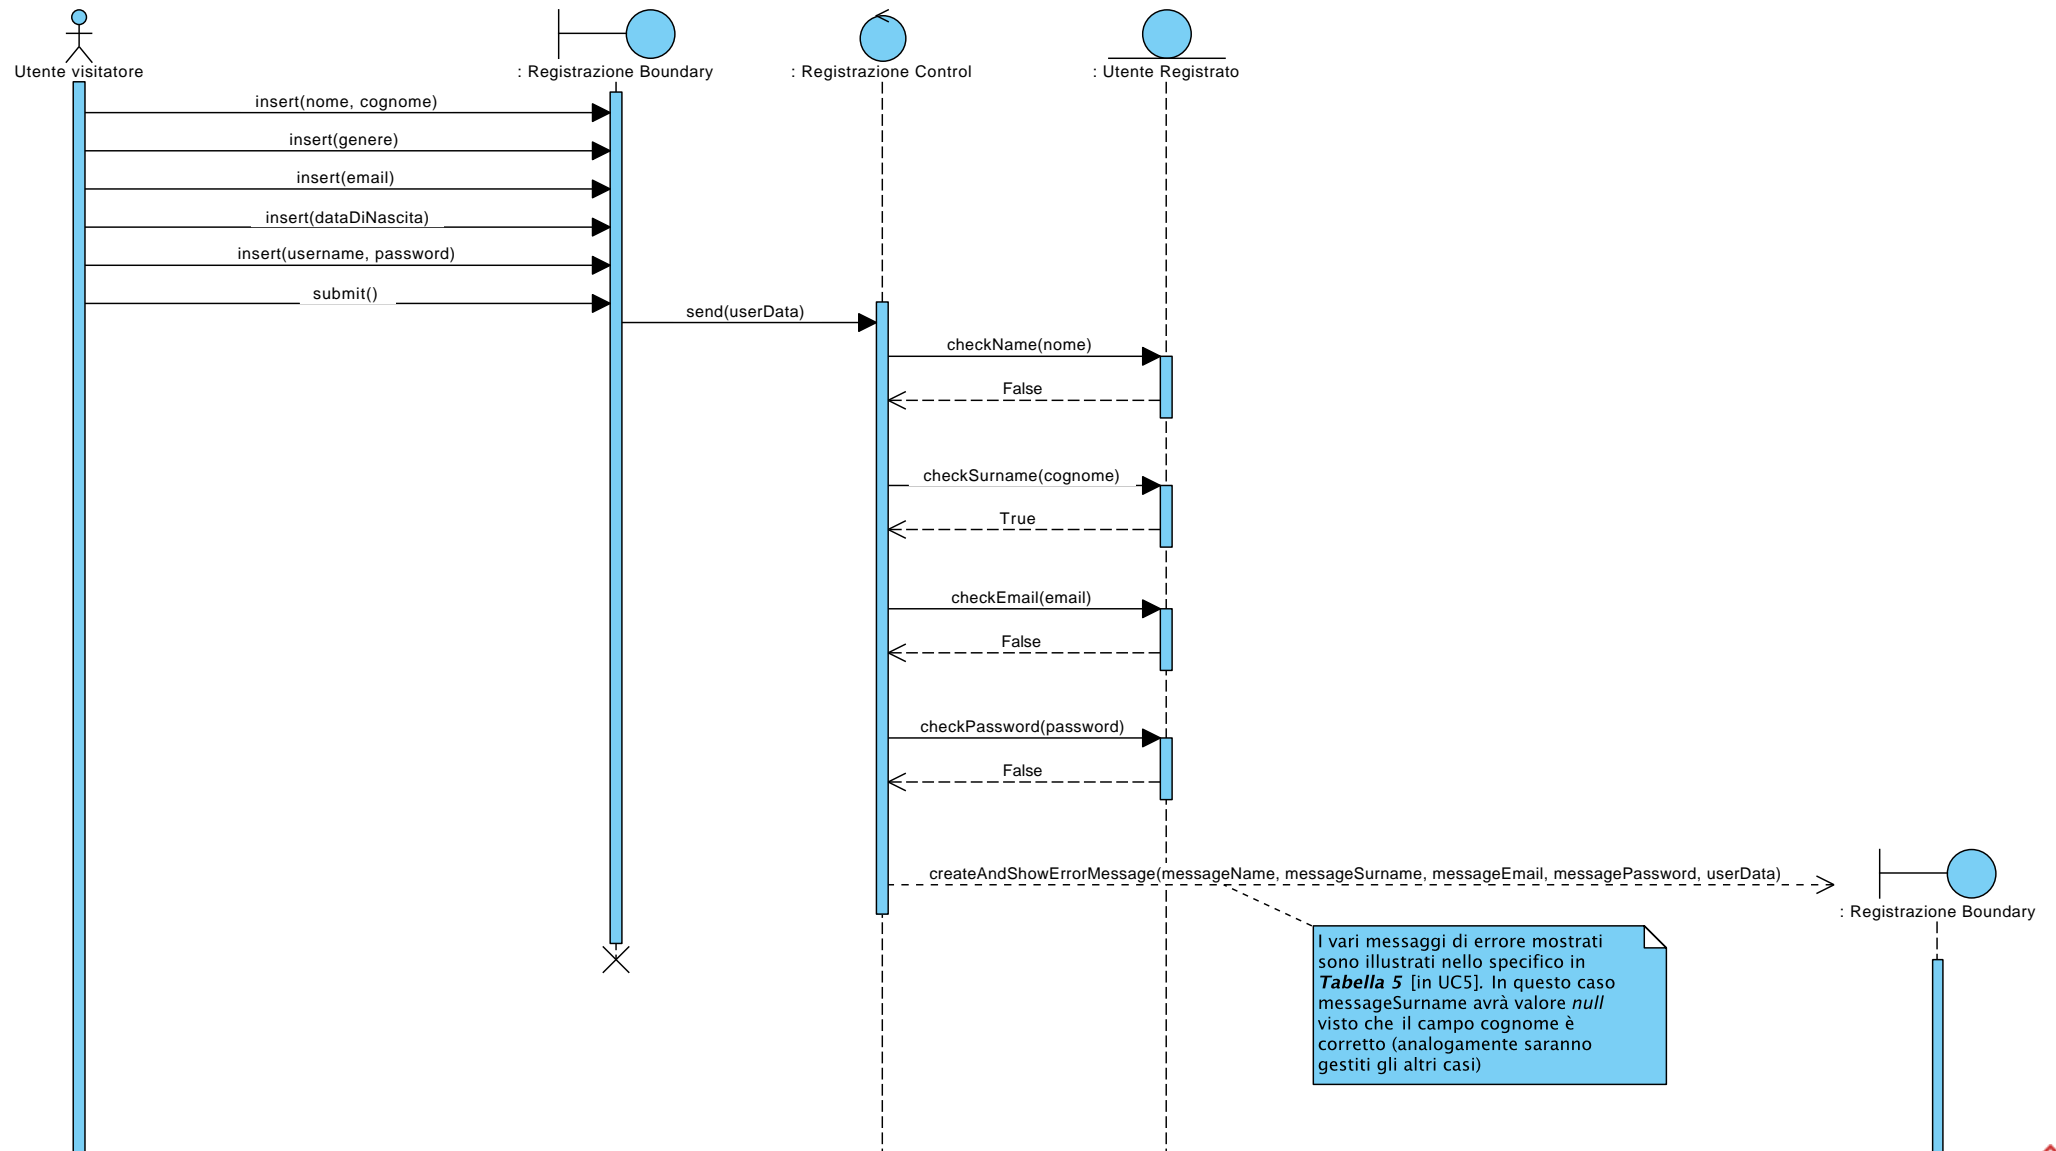 Utente visitatore
: Registrazione Boundary
: Registrazione Control
: Utente Registrato
insert(nome, cognome)
insert(genere)
insert(email)
insert(dataDiNascita)
insert(username, password)
submit()
send(userData)
checkName(nome)
False
checkSurname(cognome)
True
checkEmail(email)
False
checkPassword(password)
False
createAndShowErrorMessage(messageName, messageSurname, messageEmail, messagePassword, userData)
: Registrazione Boundary
I vari messaggi di errore mostrati
sono illustrati nello specifico in
Tabella 5 [in UC5]. In questo caso
messageSurname avrà valore null
visto che il campo cognome è
corretto (analogamente saranno
gestiti gli altri casi)